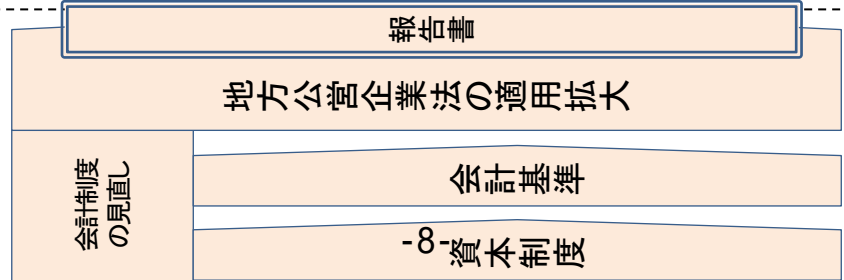 報告書
地方公営企業法の適用拡大
会計制度
の見直し
会計基準
-8-
資本制度